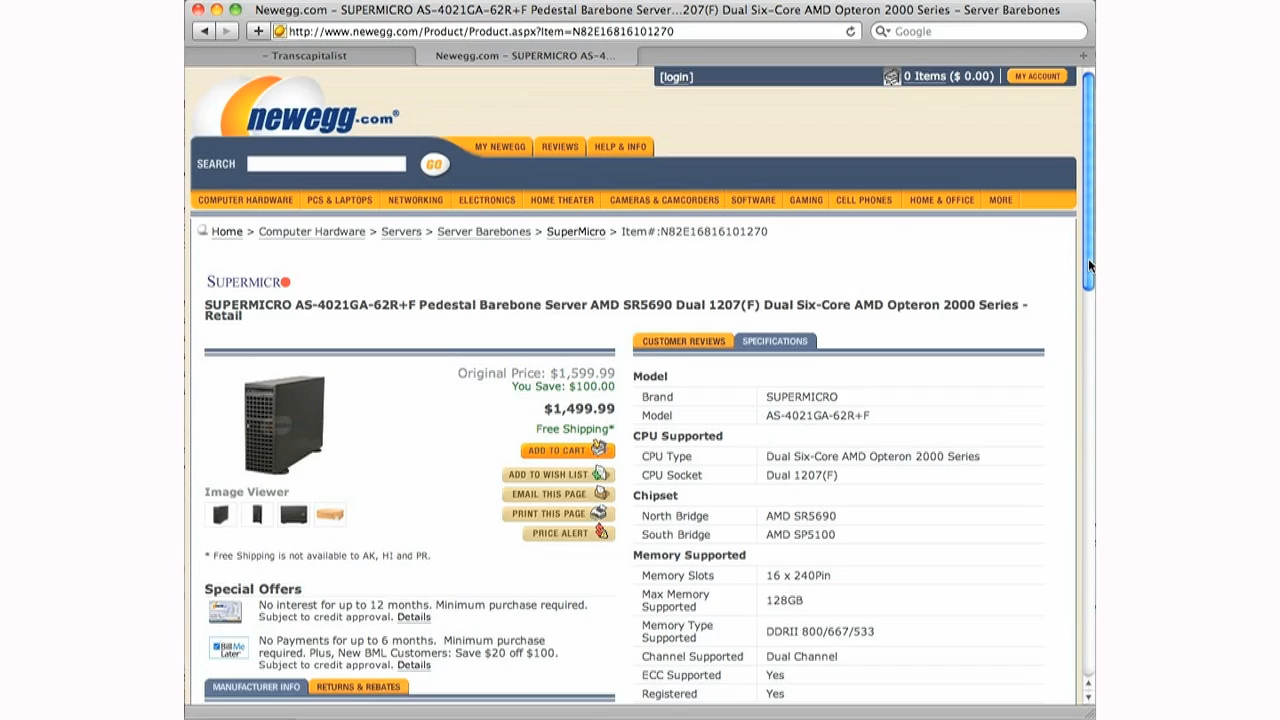 Newegg.com – SUPERMICRO AS-4021GA-62R+F Pedestal Barebone Server...207(F) Dual Six-Core AMD Opteron 2000 Series – Server Barebones
http://www.newegg.com/Product/Product.aspx?Item=N82E16816101270
Google
– Transcapitalist
Newegg.com – SUPERMICRO AS-4...
[login]
0 Items ($ 0.00)
MY ACCOUNT
newegg.com
MY NEWEGG
REVIEWS
HELP & INFO
SEARCH
GO
COMPUTER HARDWARE PCS & LAPTOPS NETWORKING ELECTRONICS HOME THEATER CAMERAS & CAMCORDERS SOFTWARE GAMING CELL PHONES HOME & OFFICE MORE
Home > Computer Hardware > Servers > Server Barebones > SuperMicro > Item#:N82E16816101270
SUPERMICRO
SUPERMICRO AS-4021GA-62R+F Pedestal Barebone Server AMD SR5690 Dual 1207(F) Dual Six-Core AMD Opteron 2000 Series -
Retail
Original Price: $1,599.99
You Save: $100.00
$1,499.99
Free Shipping*
ADD TO CART
ADD TO WISH LIST
EMAIL THIS PAGE
PRINT THIS PAGE
PRICE ALERT
Image Viewer
* Free Shipping is not available to AK, HI and PR.
Special Offers
No interest for up to 12 months. Minimum purchase required.
Subject to credit approval. Details
Bill Me
Later
No Payments for up to 6 months. Minimum purchase
required. Plus, New BML Customers: Save $20 off $100.
Subject to credit approval. Details
MANUFACTURER INFO
RETURNS & REBATES
CUSTOMER REVIEWS
SPECIFICATIONS
Model
Brand SUPERMICRO
Model AS-4021GA-62R+F
CPU Supported
CPU Type Dual Six-Core AMD Opteron 2000 Series
CPU Socket Dual 1207(F)
Chipset
North Bridge AMD SR5690
South Bridge AMD SP5100
Memory Supported
Memory Slots 16 x 240Pin
Max Memory
Supported
128GB
Memory Type
Supported
DDRII 800/667/533
Channel Supported Dual Channel
ECC Supported Yes
Registered Yes